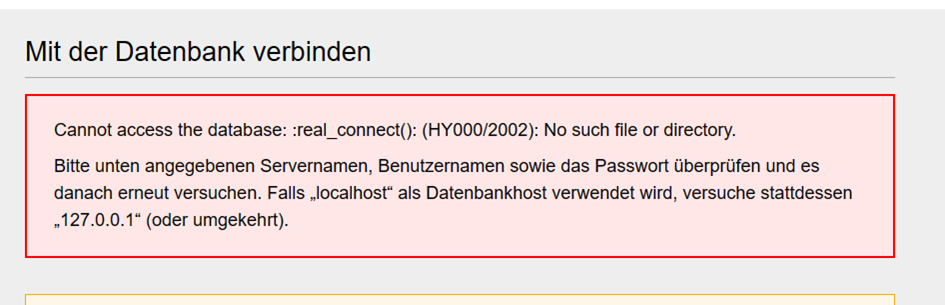 Mit der Datenbank verbinden
Cannot access the database: :real_connect(): (HY000/2002): No such file or directory.
Bitte unten angegebenen Servernamen, Benutzernamen sowie das Passwort überprüfen und es
danach erneut versuchen. Falls „localhost“ als Datenbankhost verwendet wird, versuche stattdessen
„127.0.0.1“ (oder umgekehrt).